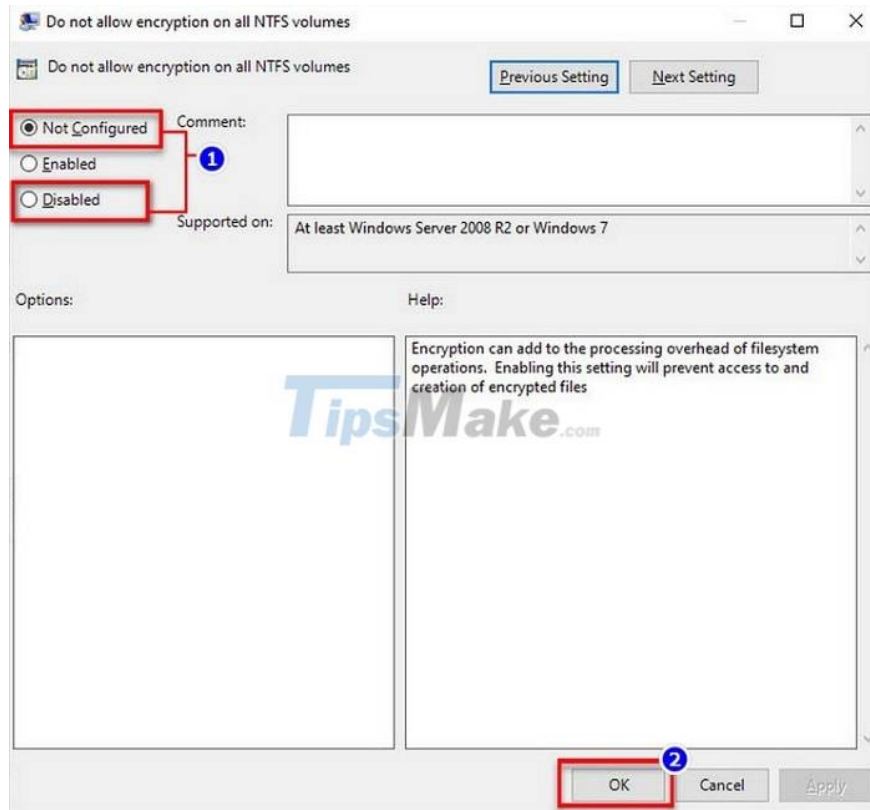 Do not allow encryption on all NTFS volumes
Do not allow encryption on all NTFS volumes
Previous Setting
Next Setting
Not Configured
Comment:
1
Enabled
Disabled
Supported on:
At least Windows Server 2008 R2 or Windows 7
Options:
Help:
Encryption can add to the processing overhead of filesystem
operations. Enabling this setting will prevent access to and
creation of encrypted files
TipsMake.com
2
OK
Cancel
Apply